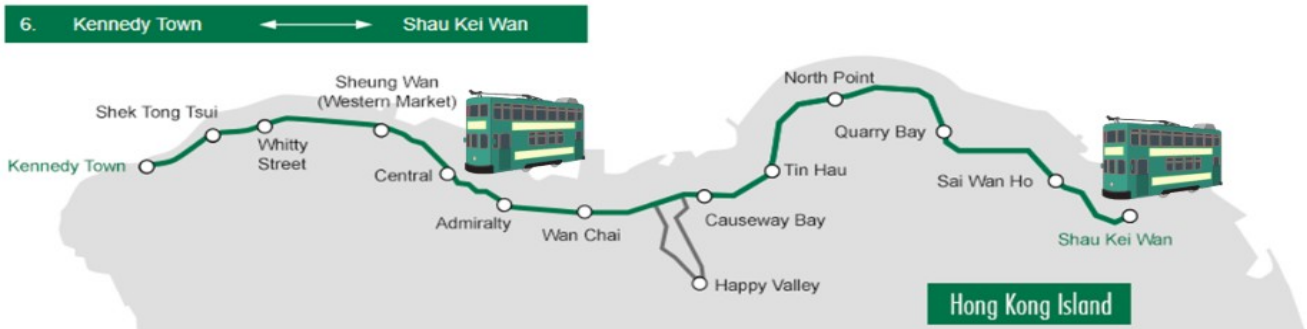 6. Kennedy Town Shau Kei Wan
Sheung Wan
(Western Market)
Shek Tong Tsui
Whitty
Street
Kennedy Town
Central
Admiralty
Wan Chai
Causeway Bay
Happy Valley
Tin Hau
North Point
Quarry Bay
Sai Wan Ho
Shau Kei Wan
Hong Kong Island